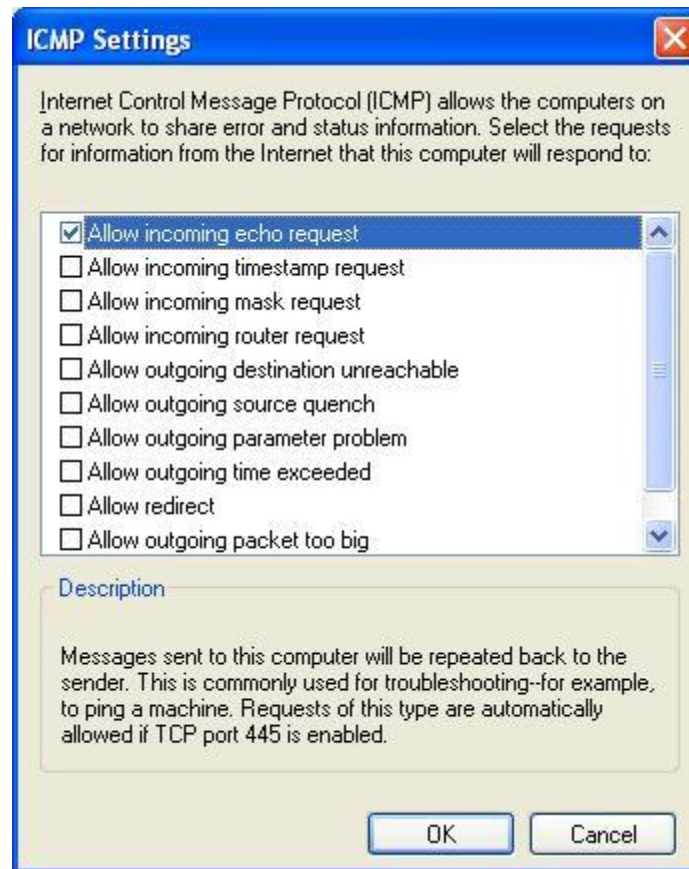 ICMP Settings
Internet Control Message Protocol (ICMP) allows the computers on
a network to share error and status information. Select the requests
for information from the Internet that this computer will respond to:
Allow incoming echo request
Allow incoming timestamp request
Allow incoming mask request
Allow incoming router request
Allow outgoing destination unreachable
Allow outgoing source quench
Allow outgoing parameter problem
Allow outgoing time exceeded
Allow redirect
Allow outgoing packet too big
Description
Messages sent to this computer will be repeated back to the
sender. This is commonly used for troubleshooting--for example,
to ping a machine. Requests of this type are automatically
allowed if TCP port 445 is enabled.
OK
Cancel